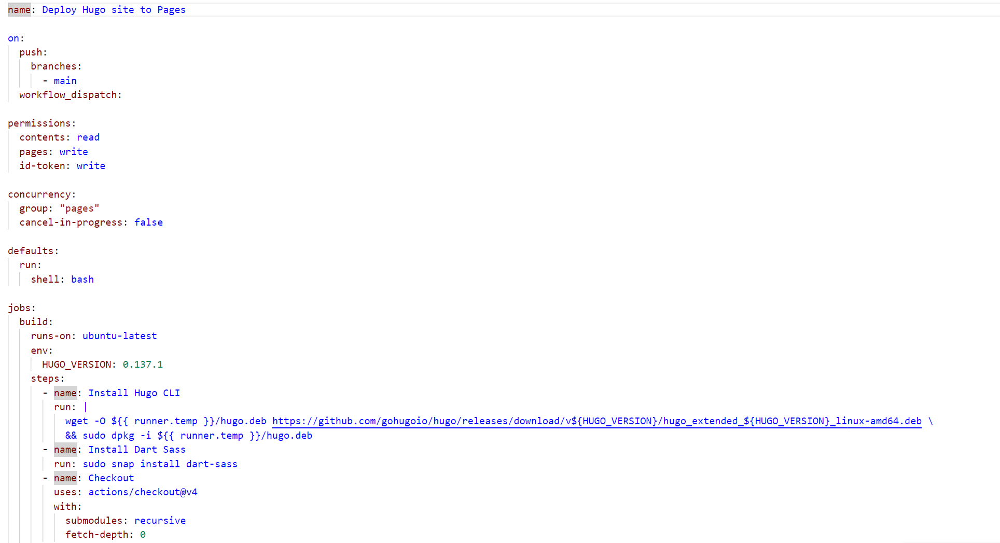 name: Deploy Hugo site to Pages

on:
  push:
    branches:
      - main
  workflow_dispatch:

permissions:
  contents: read
  pages: write
  id-token: write

concurrency:
  group: "pages"
  cancel-in-progress: false

defaults:
  run:
    shell: bash

jobs:
  build:
    runs-on: ubuntu-latest
    env:
      HUGO_VERSION: 0.137.1
    steps:
      - name: Install Hugo CLI
        run: |
          wget -O ${{ runner.temp }}/hugo.deb https://github.com/gohugoio/hugo/releases/download/v${HUGO_VERSION}/hugo_extended_${HUGO_VERSION}_linux-amd64.deb \
          && sudo dpkg -i ${{ runner.temp }}/hugo.deb
      - name: Install Dart Sass
        run: sudo snap install dart-sass
      - name: Checkout
        uses: actions/checkout@v4
        with:
          submodules: recursive
          fetch-depth: 0